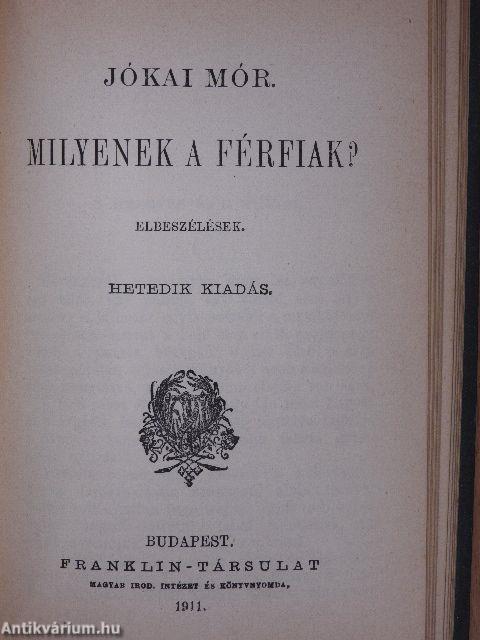 JÓKAI MÓR.
MILYENEK A FÉRFIAK?
ELBESZÉLÉSEK.
HETEDIK KIADÁS.
BUDAPEST.
FRANKLIN-TÁRSULAT
MAGYAR IROD. INTÉZET ÉS KÖNYVNYOMDA.
1911.
Antikvárium.hu